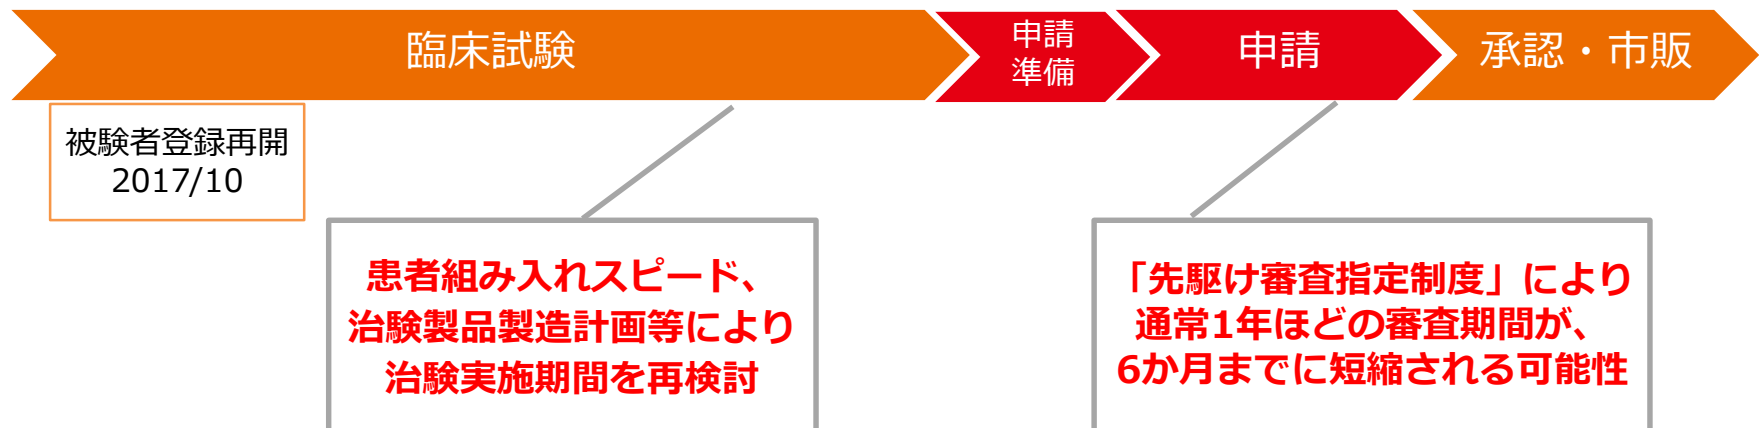 臨床試験
申請
準備
申請
承認・市販
被験者登録再開
2017/10
患者組み入れスピード、
治験製品製造計画等により
治験実施期間を再検討
「先駆け審査指定制度」により
通常1年ほどの審査期間が、
6か月までに短縮される可能性